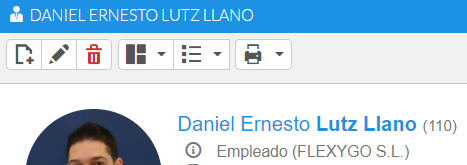 DANIEL ERNESTO LUTZ LLANO
Daniel Ernesto Lutz Llano (110)
Empleado (FLEXYGO S.L.)